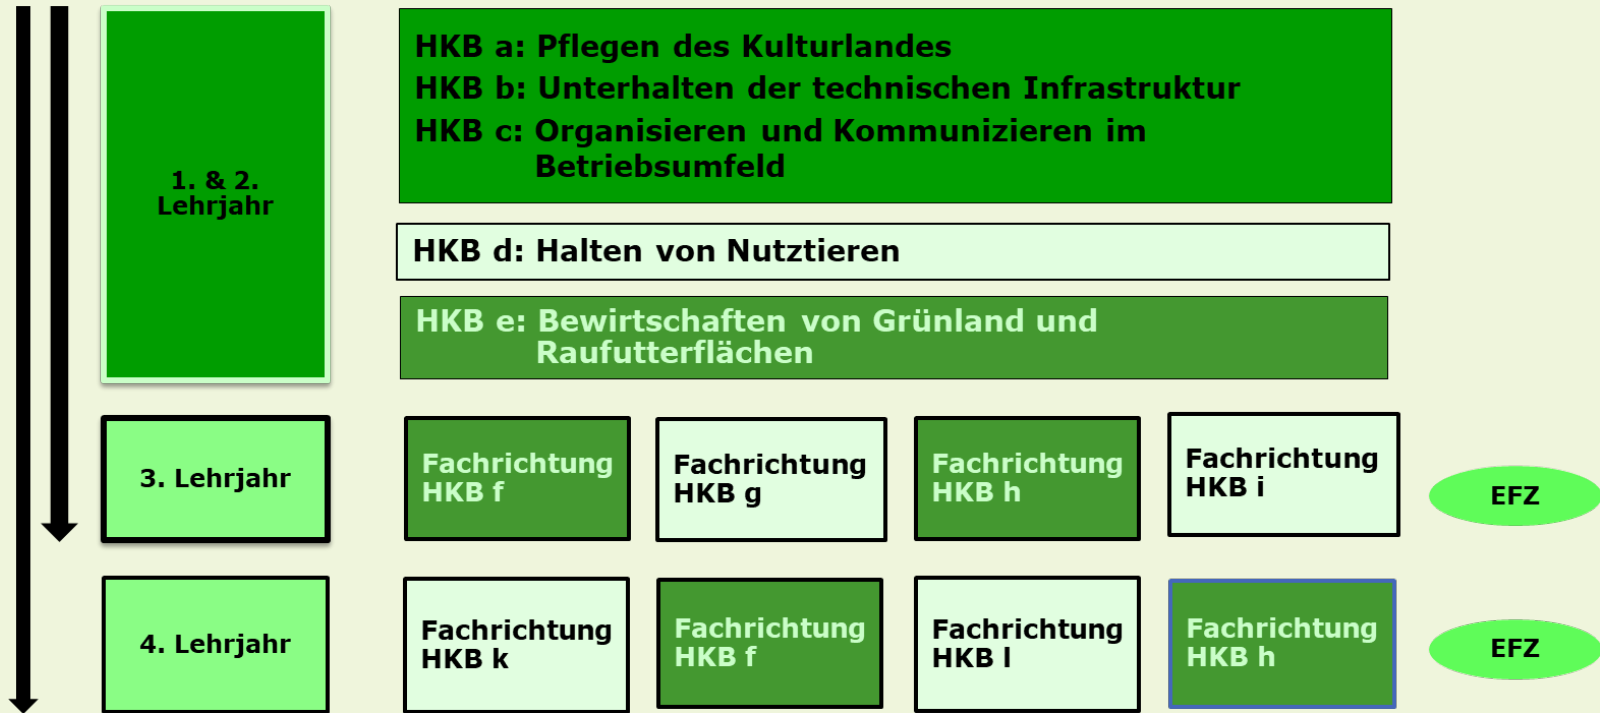 HKB a: Pflegen des Kulturlandes
HKB b: Unterhalten der technischen Infrastruktur
HKB c: Organisieren und Kommunizieren im
Betriebsumfeld
1. & 2.
Lehrjahr
HKB d: Halten von Nutztieren
HKB e: Bewirtschaften von Grünland und
Raufutterflächen
3. Lehrjahr
Fachrichtung
HKB f
Fachrichtung
HKB g
Fachrichtung
HKB h
Fachrichtung
HKB i
EFZ
4. Lehrjahr
Fachrichtung
HKB k
Fachrichtung
HKB f
Fachrichtung
HKB l
Fachrichtung
HKB h
EFZ